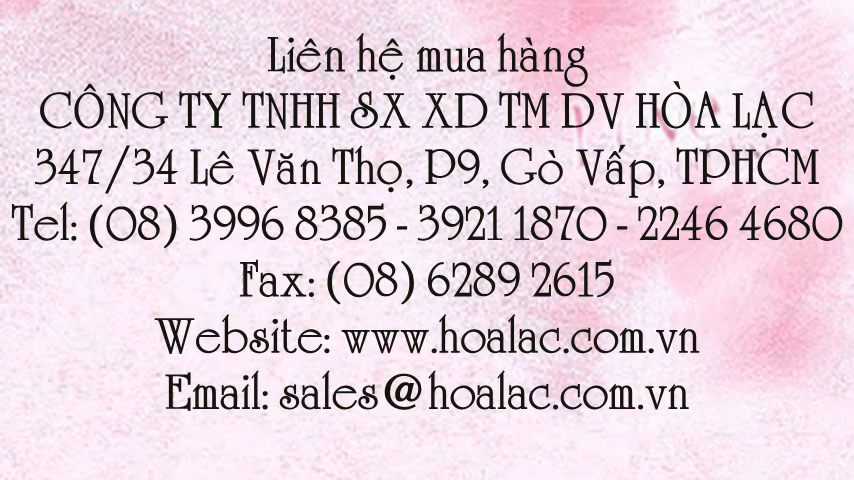 Liên hệ mua hàng
CÔNG TY TNHH SX XD TM DV HÒA LẠC
347/34 Lê Văn Thọ, P9, Gò Vấp, TPHCM
Tel: (08) 3996 8385 - 3921 1870 - 2246 4680
Fax: (08) 6289 2615
Website: www.hoalac.com.vn
Email: sales@hoalac.com.vn